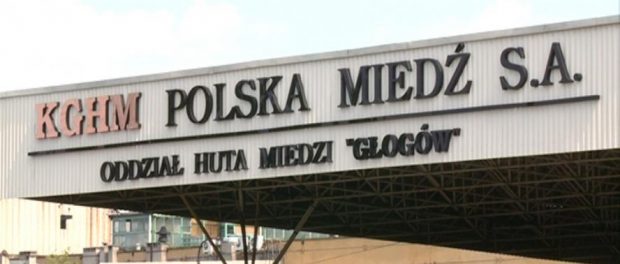 KGHM POLSKA MIEDŹ S.A.
ODDZIAŁ HUTA MIEDZI "GŁOGÓW"